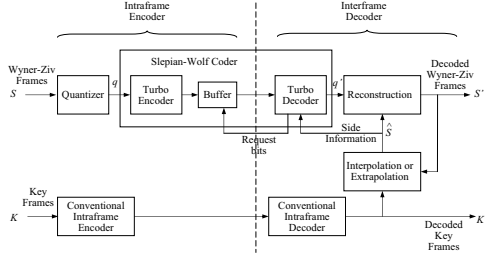 Intraframe
Encoder
Interframe
Decoder
Slepian-Wolf Coder
Wyner-Ziv
Frames
S
Quantizer
q
Turbo
Encoder
Buffer
Turbo
Decoder
q´
Reconstruction
Decoded
Wyner-Ziv
Frames
S'
Request
bits
Side
Information
Ŝ
Interpolation or
Extrapolation
Key
Frames
K
Conventional
Intraframe
Encoder
Conventional
Intraframe
Decoder
K
Decoded
Key
Frames